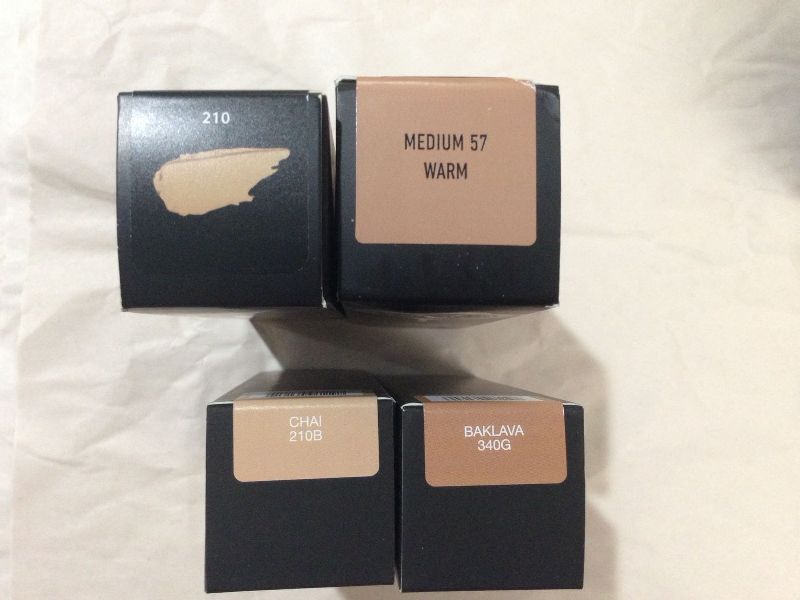 210
MEDIUM 57
WARM
CHAI
210B
BAKLAVA
340G